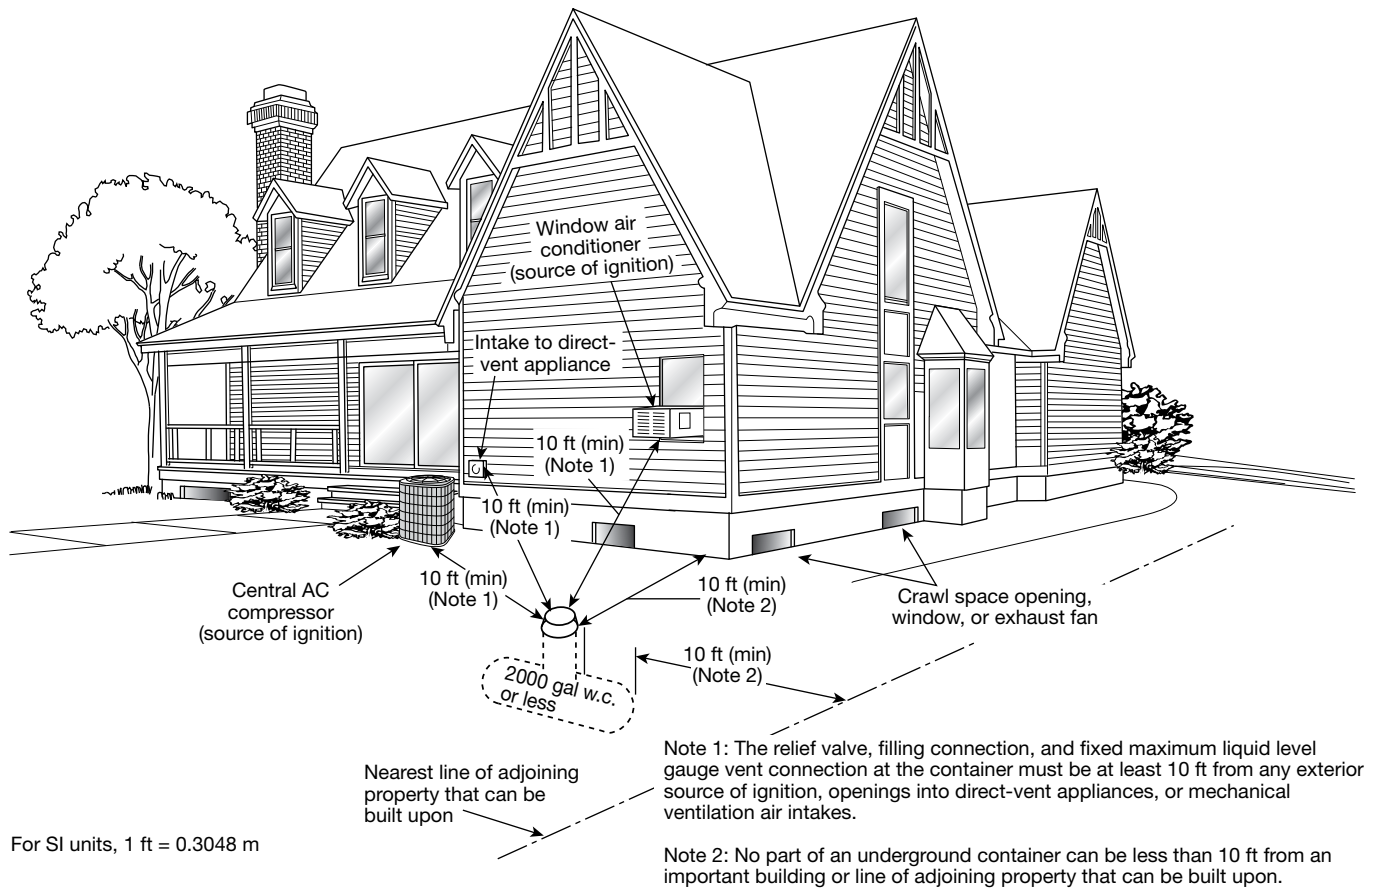 Window air
conditioner
(source of ignition)
Intake to direct-
vent appliance
10 ft (min)
(Note 1)
10 ft (min)
(Note 1)
10 ft (min)
(Note 1)
Central AC
compressor
(source of ignition)
10 ft (min)
(Note 2)
Crawl space opening,
window, or exhaust fan
10 ft (min)
(Note 2)
2000 gal w.c.
or less
Nearest line of adjoining
property that can be
built upon
Note 1: The relief valve, filling connection, and fixed maximum liquid level
gauge vent connection at the container must be at least 10 ft from any exterior
source of ignition, openings into direct-vent appliances, or mechanical
ventilation air intakes.
For SI units, 1 ft = 0.3048 m
Note 2: No part of an underground container can be less than 10 ft from an
important building or line of adjoining property that can be built upon.